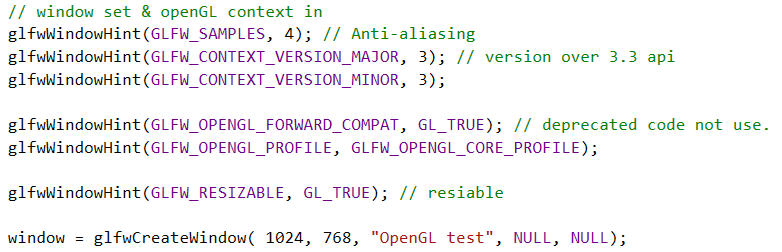 // window set & openGL context in
glfwWindowHint(GLFW_SAMPLES, 4); // Anti-aliasing
glfwWindowHint(GLFW_CONTEXT_VERSION_MAJOR, 3); // version over 3.3 api
glfwWindowHint(GLFW_CONTEXT_VERSION_MINOR, 3);
glfwWindowHint(GLFW_OPENGL_FORWARD_COMPAT, GL_TRUE); // deprecated code not use.
glfwWindowHint(GLFW_OPENGL_PROFILE, GLFW_OPENGL_CORE_PROFILE);
glfwWindowHint(GLFW_RESIZABLE, GL_TRUE); // resiable
window = glfwCreateWindow( 1024, 768, "OpenGL test", NULL, NULL);